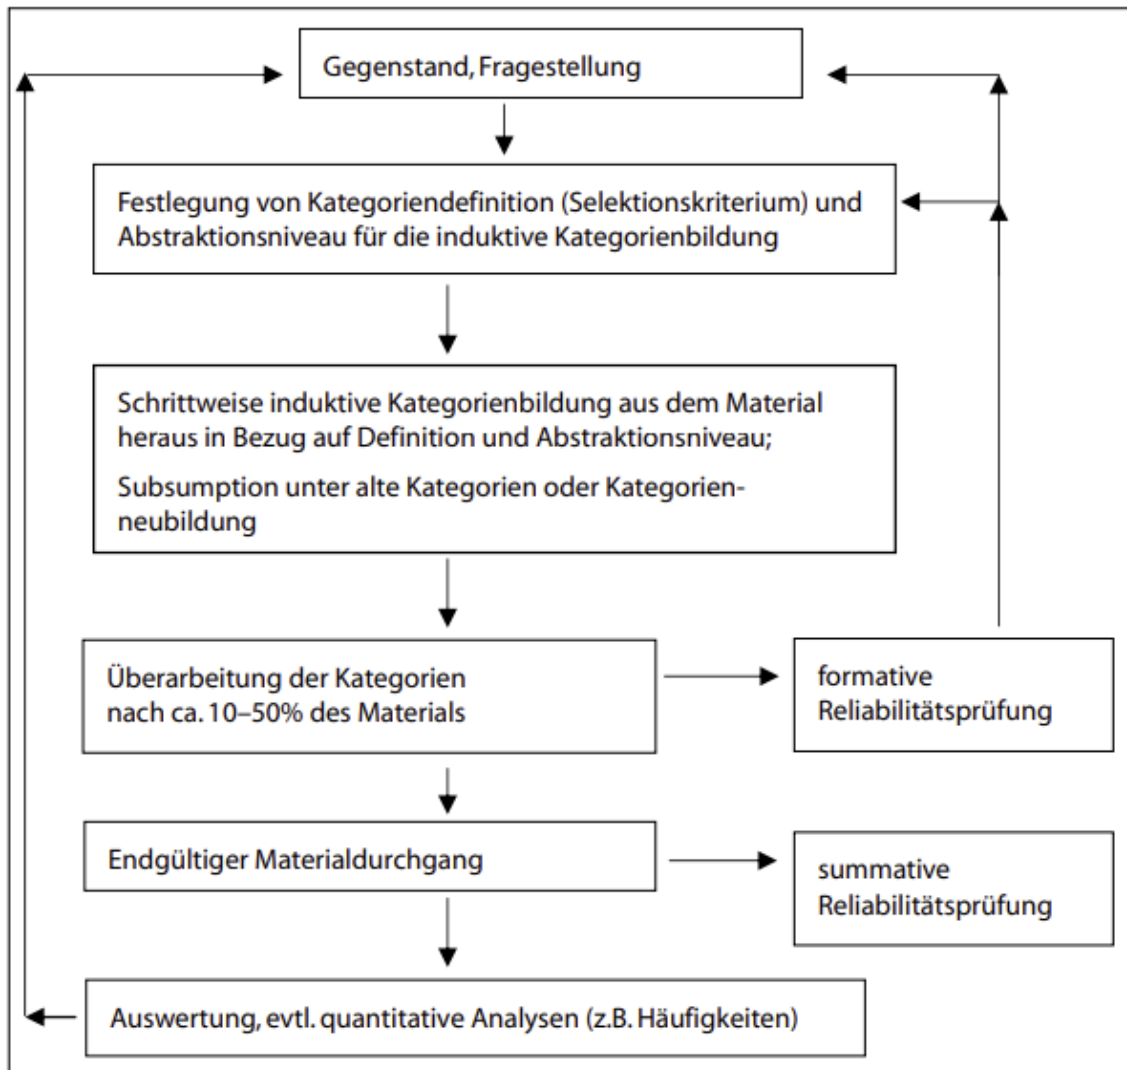 Gegenstand, Fragestellung
Festlegung von Kategoriendefinition (Selektionskriterium) und
Abstraktionsniveau für die induktive Kategorienbildung
Schrittweise induktive Kategorienbildung aus dem Material
heraus in Bezug auf Definition und Abstraktionsniveau;
Subsumption unter alte Kategorien oder Kategorien-
neubildung
Überarbeitung der Kategorien
nach ca. 10–50% des Materials
formative
Reliabilitätsprüfung
Endgültiger Materialdurchgang
summative
Reliabilitätsprüfung
Auswertung, evtl. quantitative Analysen (z.B. Häufigkeiten)